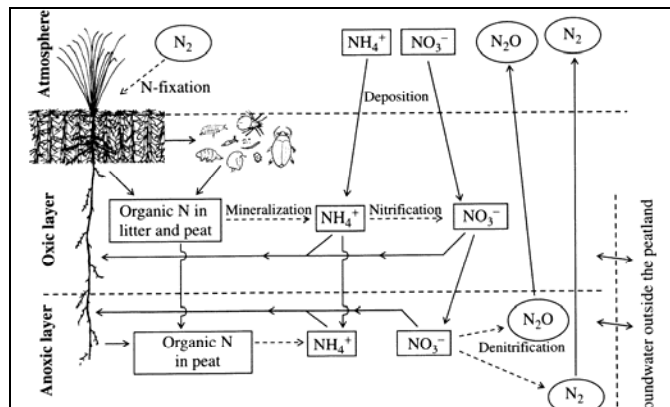 Atmosphere
N₂
N-fixation
NH₄⁺
NO₃⁻
N₂O
N₂
Deposition
Oxic layer
Organic N in
litter and peat
Mineralization
NH₄⁺
Nitrification
NO₃⁻
Anoxic layer
Organic N
in peat
NH₄⁺
NO₃⁻
N₂O
Denitrification
N₂
roundwater outside the peatland